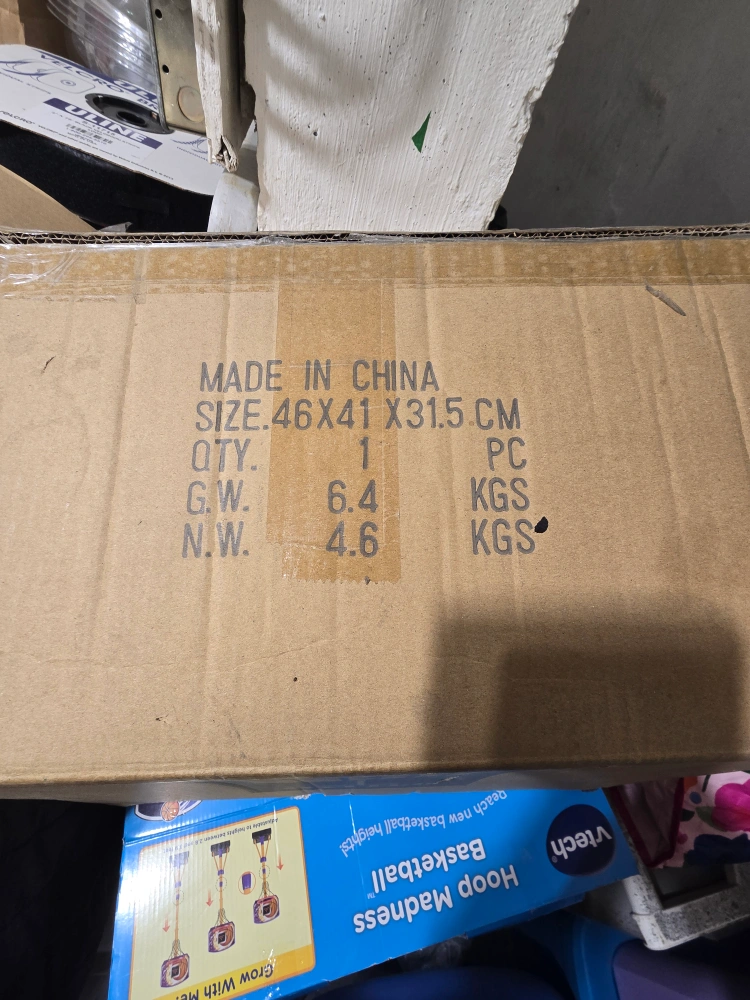 ULINE
MADE IN CHINA
SIZE.46X41 X31.5 CM
QTY. 1 PC
G.W. 6.4 KGS
N.W. 4.6 KGS
vtech
Hoop Madness
Basketball™
Reach new basketball heights!
Grow With Me!